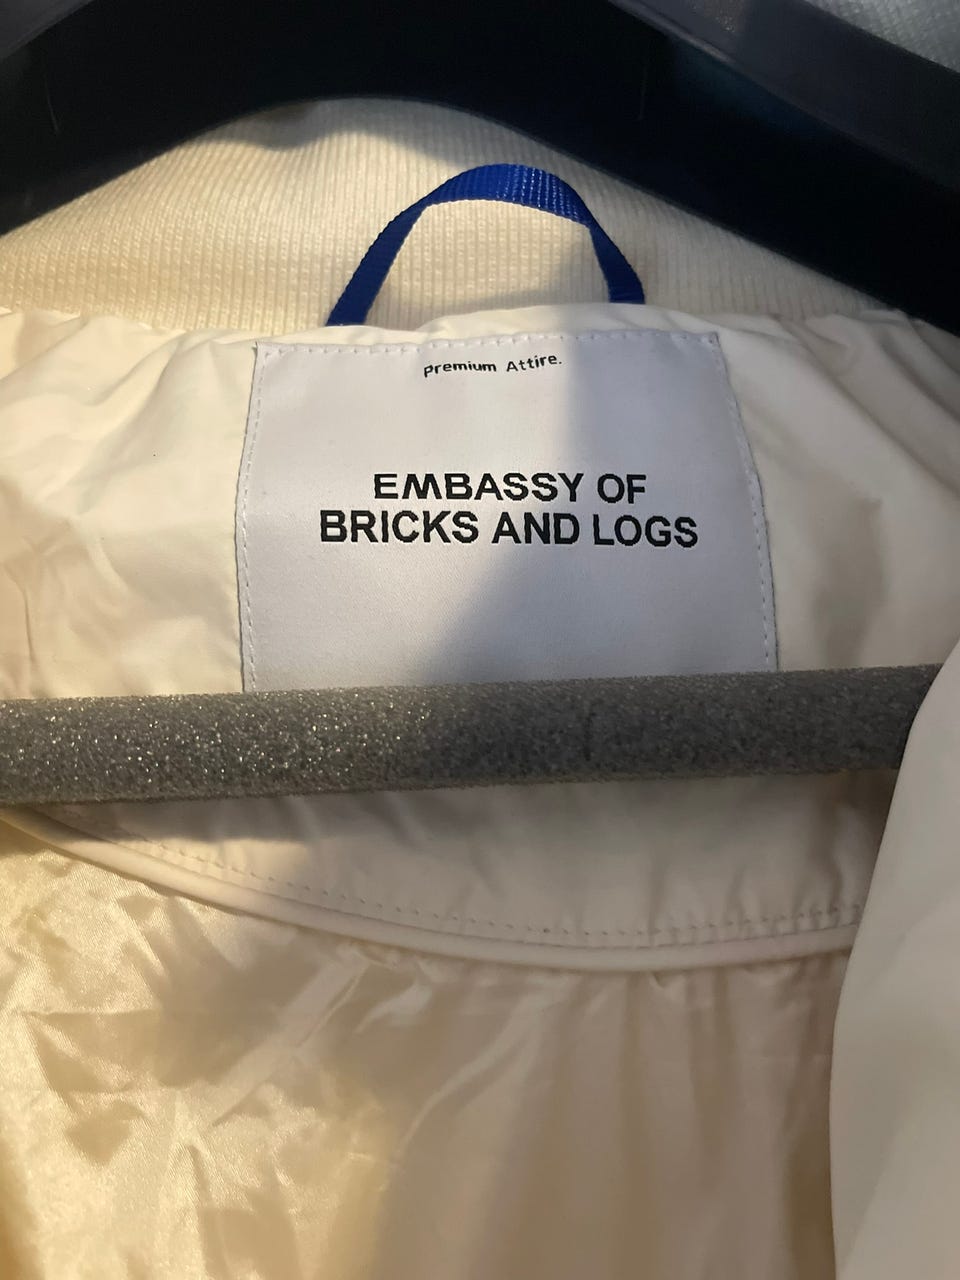 Premium Attire.
EMBASSY OF
BRICKS AND LOGS